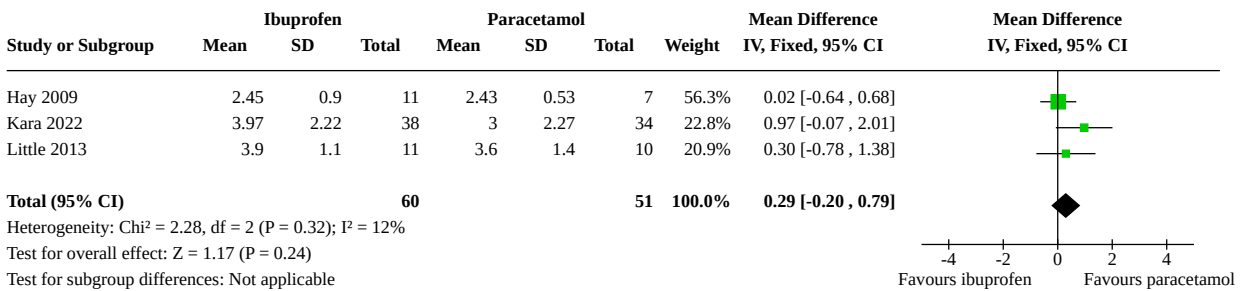 Ibuprofen Paracetamol Mean Difference Mean Difference
Study or Subgroup Mean SD Total Mean SD Total Weight IV, Fixed, 95% CI IV, Fixed, 95% CI
Hay 2009 2.45 0.9 11 2.43 0.53 7 56.3% 0.02 [-0.64 , 0.68]
Kara 2022 3.97 2.22 38 3 2.27 34 22.8% 0.97 [-0.07 , 2.01]
Little 2013 3.9 1.1 11 3.6 1.4 10 20.9% 0.30 [-0.78 , 1.38]
Total (95% CI) 60 51 100.0% 0.29 [-0.20 , 0.79]
Heterogeneity: Chi² = 2.28, df = 2 (P = 0.32); I² = 12%
Test for overall effect: Z = 1.17 (P = 0.24)
-4 -2 0 2 4
Test for subgroup differences: Not applicable
Favours ibuprofen Favours paracetamol